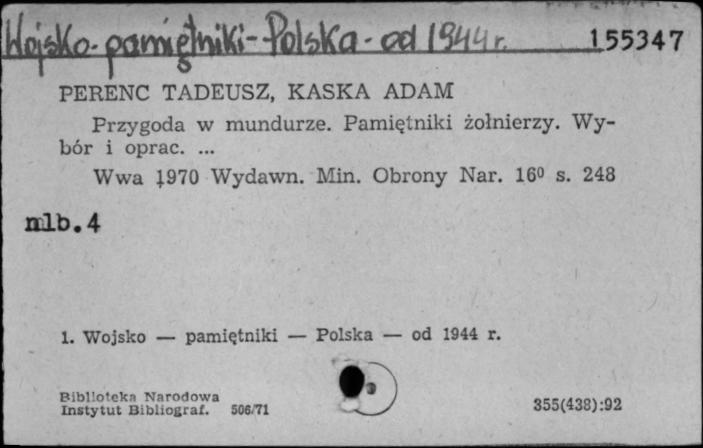 Wojsko - pamiętniki - Polska - od 1944 r.
155347
PERENC TADEUSZ, KASKA ADAM
Przygoda w mundurze. Pamiętniki żołnierzy. Wy-
bór i oprac. ...
Wwa 1970 Wydawn. Min. Obrony Nar. 16⁰ s. 248
nlb. 4
1. Wojsko — pamiętniki — Polska — od 1944 r.
Biblioteka Narodowa
Instytut Bibliograf. 506/71
355(438):92